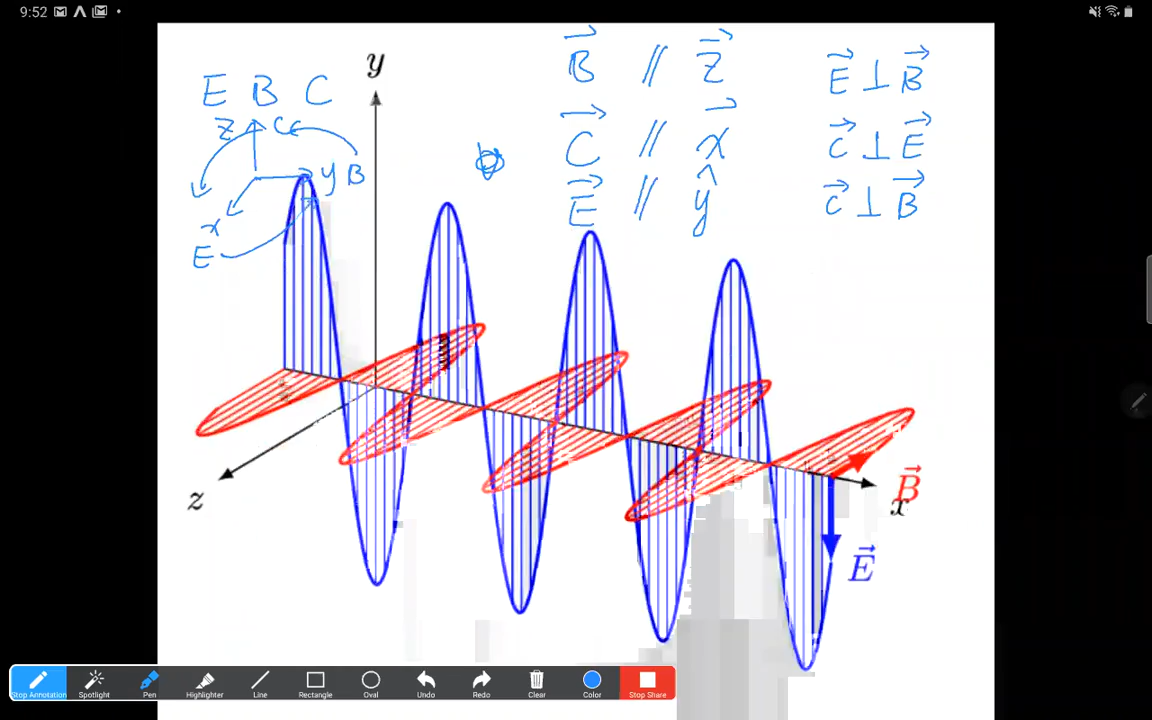 9:52
y
E B C
z C
y B
x
E
B⃗ // z⃗
C⃗ // x⃗
E⃗ // ŷ
E⃗ ⊥ B⃗
C⃗ ⊥ E⃗
C⃗ ⊥ B⃗
z
B⃗
x
E⃗
Stop Annotation Spotlight Pen Highlighter Line Rectangle Oval Undo Redo Clear Color Stop Share